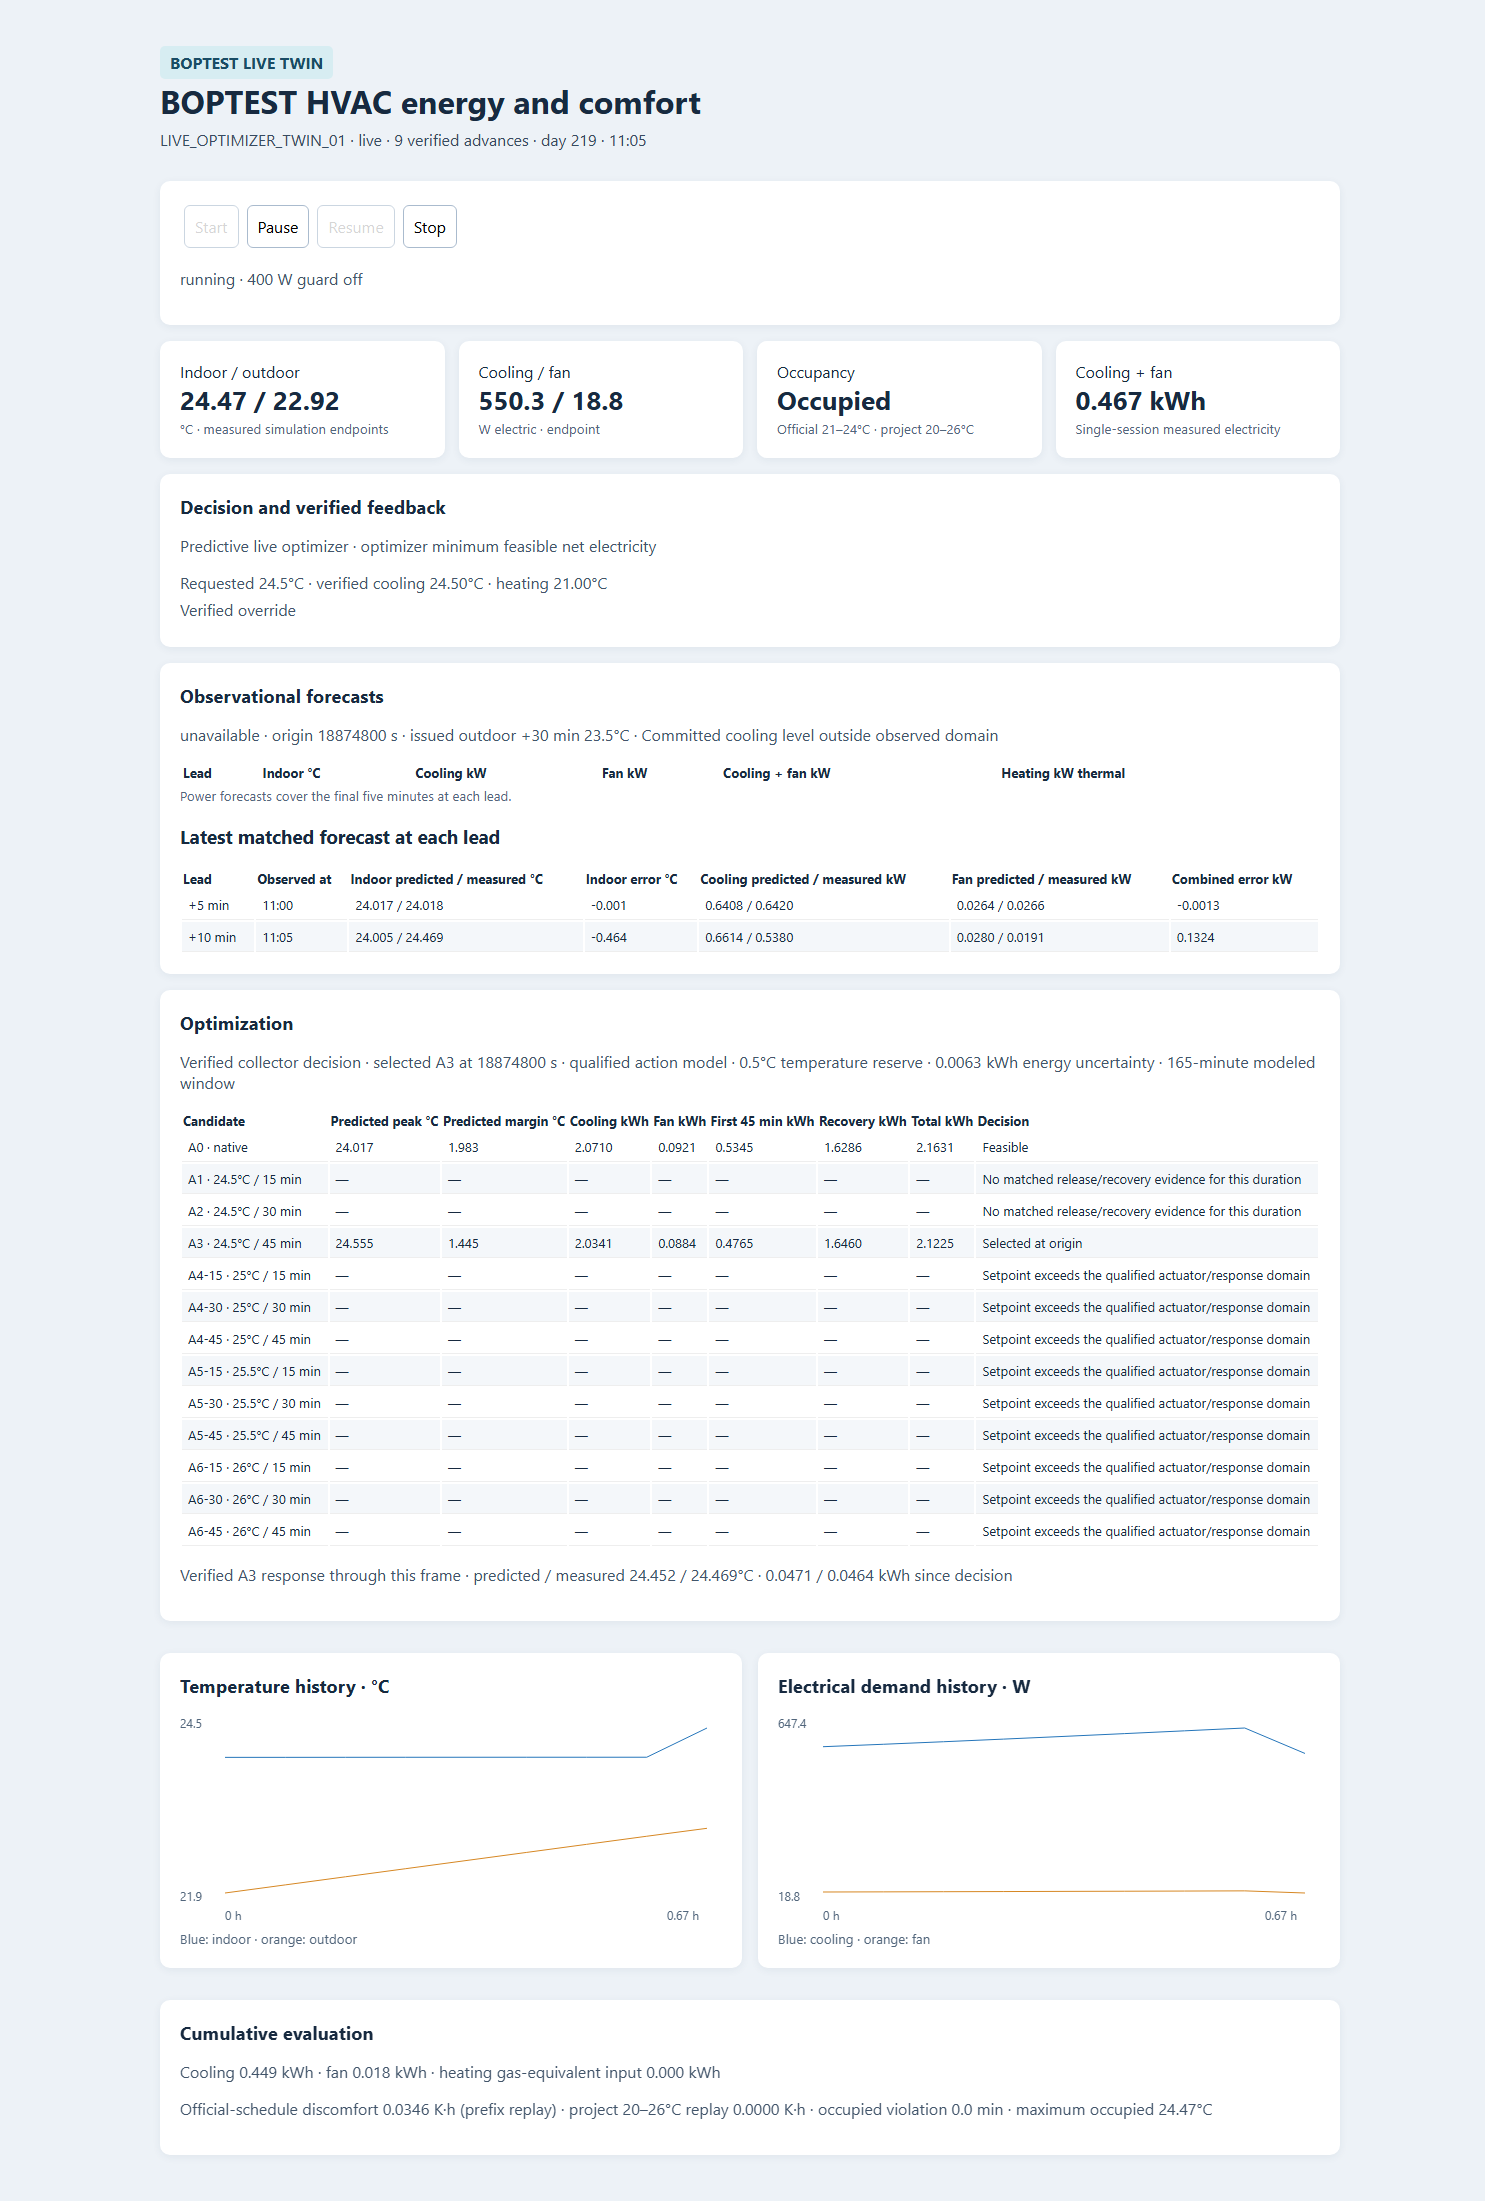 BOPTEST LIVE TWIN
BOPTEST HVAC energy and comfort
LIVE_OPTIMIZER_TWIN_01 · live · 9 verified advances · day 219 · 11:05
Start Pause Resume Stop
running · 400 W guard off
Indoor / outdoor
24.47 / 22.92
°C · measured simulation endpoints
Cooling / fan
550.3 / 18.8
W electric · endpoint
Occupancy
Occupied
Official 21–24°C · project 20–26°C
Cooling + fan
0.467 kWh
Single-session measured electricity
Decision and verified feedback
Predictive live optimizer · optimizer minimum feasible net electricity
Requested 24.5°C · verified cooling 24.50°C · heating 21.00°C
Verified override
Observational forecasts
unavailable · origin 18874800 s · issued outdoor +30 min 23.5°C · Committed cooling level outside observed domain
Lead Indoor °C Cooling kW Fan kW Cooling + fan kW Heating kW thermal
Power forecasts cover the final five minutes at each lead.
Latest matched forecast at each lead
Lead Observed at Indoor predicted / measured °C Indoor error °C Cooling predicted / measured kW Fan predicted / measured kW Combined error kW
+5 min 11:00 24.017 / 24.018 -0.001 0.6408 / 0.6420 0.0264 / 0.0266 -0.0013
+10 min 11:05 24.005 / 24.469 -0.464 0.6614 / 0.5380 0.0280 / 0.0191 0.1324
Optimization
Verified collector decision · selected A3 at 18874800 s · qualified action model · 0.5°C temperature reserve · 0.0063 kWh energy uncertainty · 165-minute modeled
window
Candidate Predicted peak °C Predicted margin °C Cooling kWh Fan kWh First 45 min kWh Recovery kWh Total kWh Decision
A0 · native 24.017 1.983 2.0710 0.0921 0.5345 1.6286 2.1631 Feasible
A1 · 24.5°C / 15 min — — — — — — — No matched release/recovery evidence for this duration
A2 · 24.5°C / 30 min — — — — — — — No matched release/recovery evidence for this duration
A3 · 24.5°C / 45 min 24.555 1.445 2.0341 0.0884 0.4765 1.6460 2.1225 Selected at origin
A4-15 · 25°C / 15 min — — — — — — — Setpoint exceeds the qualified actuator/response domain
A4-30 · 25°C / 30 min — — — — — — — Setpoint exceeds the qualified actuator/response domain
A4-45 · 25°C / 45 min — — — — — — — Setpoint exceeds the qualified actuator/response domain
A5-15 · 25.5°C / 15 min — — — — — — — Setpoint exceeds the qualified actuator/response domain
A5-30 · 25.5°C / 30 min — — — — — — — Setpoint exceeds the qualified actuator/response domain
A5-45 · 25.5°C / 45 min — — — — — — — Setpoint exceeds the qualified actuator/response domain
A6-15 · 26°C / 15 min — — — — — — — Setpoint exceeds the qualified actuator/response domain
A6-30 · 26°C / 30 min — — — — — — — Setpoint exceeds the qualified actuator/response domain
A6-45 · 26°C / 45 min — — — — — — — Setpoint exceeds the qualified actuator/response domain
Verified A3 response through this frame · predicted / measured 24.452 / 24.469°C · 0.0471 / 0.0464 kWh since decision
Temperature history · °C
24.5
21.9
0 h 0.67 h
Blue: indoor · orange: outdoor
Electrical demand history · W
647.4
18.8
0 h 0.67 h
Blue: cooling · orange: fan
Cumulative evaluation
Cooling 0.449 kWh · fan 0.018 kWh · heating gas-equivalent input 0.000 kWh
Official-schedule discomfort 0.0346 K·h (prefix replay) · project 20–26°C replay 0.0000 K·h · occupied violation 0.0 min · maximum occupied 24.47°C